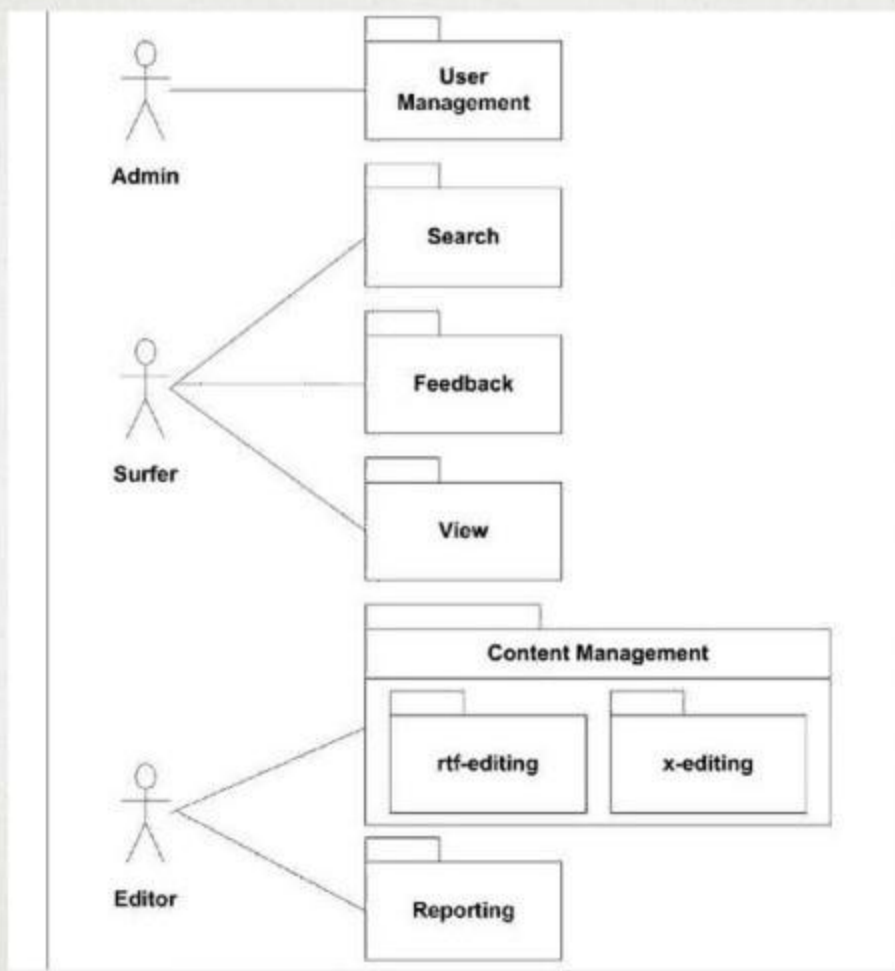 User
Management
Admin
Search
Feedback
Surfer
View
Content Management
rtf-editing
x-editing
Editor
Reporting